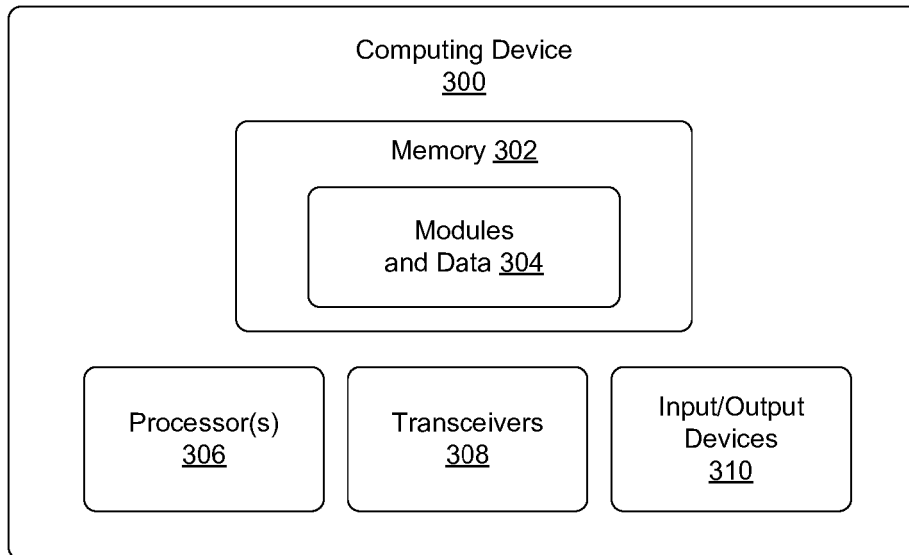 Computing Device
300
Memory 302
Modules
and Data 304
Processor(s)
306
Transceivers
308
Input/Output
Devices
310